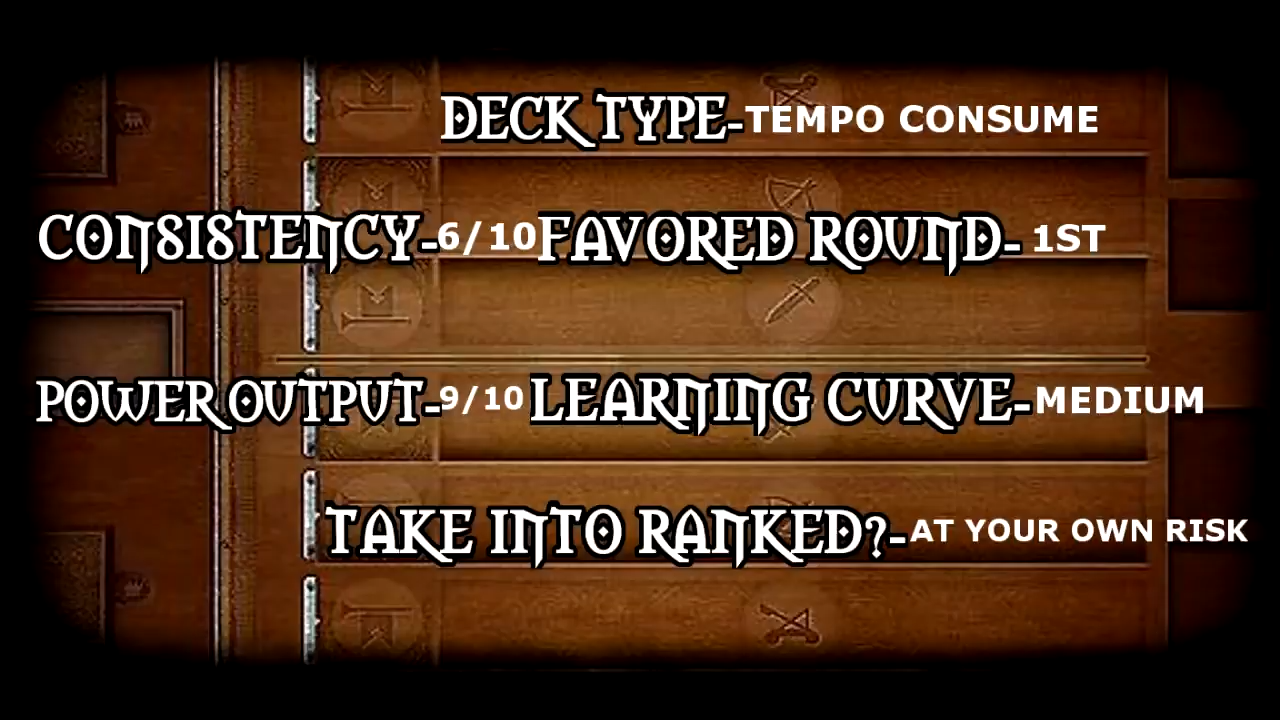 DECK TYPE-TEMPO CONSUME
CONSISTENCY-6/10 FAVORED ROUND- 1ST
POWER OUTPUT-9/10 LEARNING CURVE-MEDIUM
TAKE INTO RANKED?-AT YOUR OWN RISK